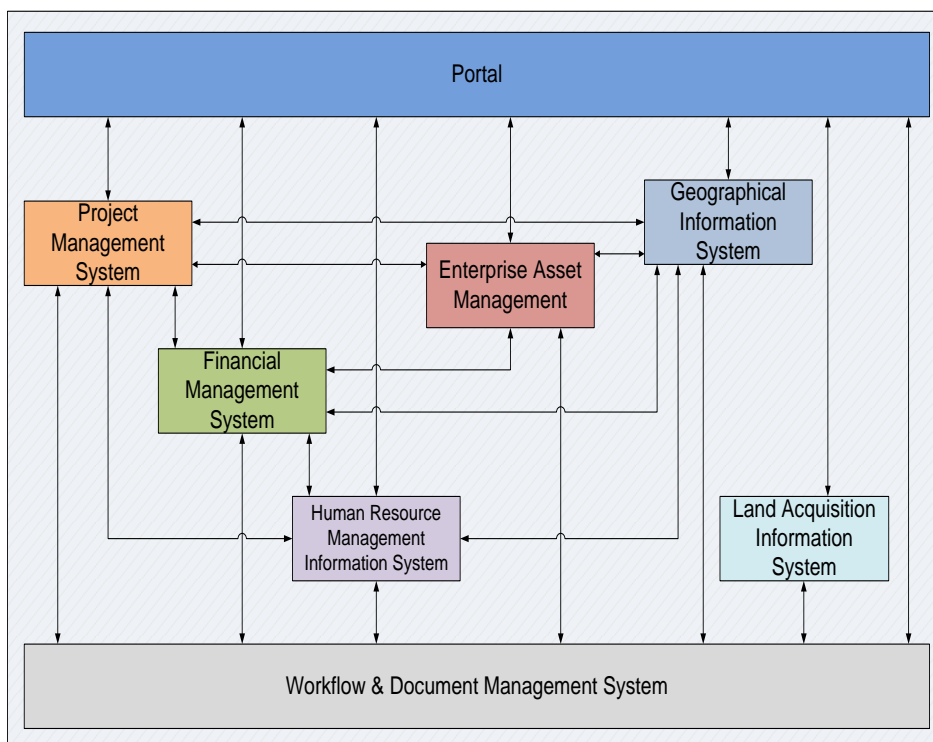 Portal
Project
Management
System
Geographical
Information
System
Enterprise Asset
Management
Financial
Management
System
Human Resource
Management
Information System
Land Acquisition
Information
System
Workflow & Document Management System